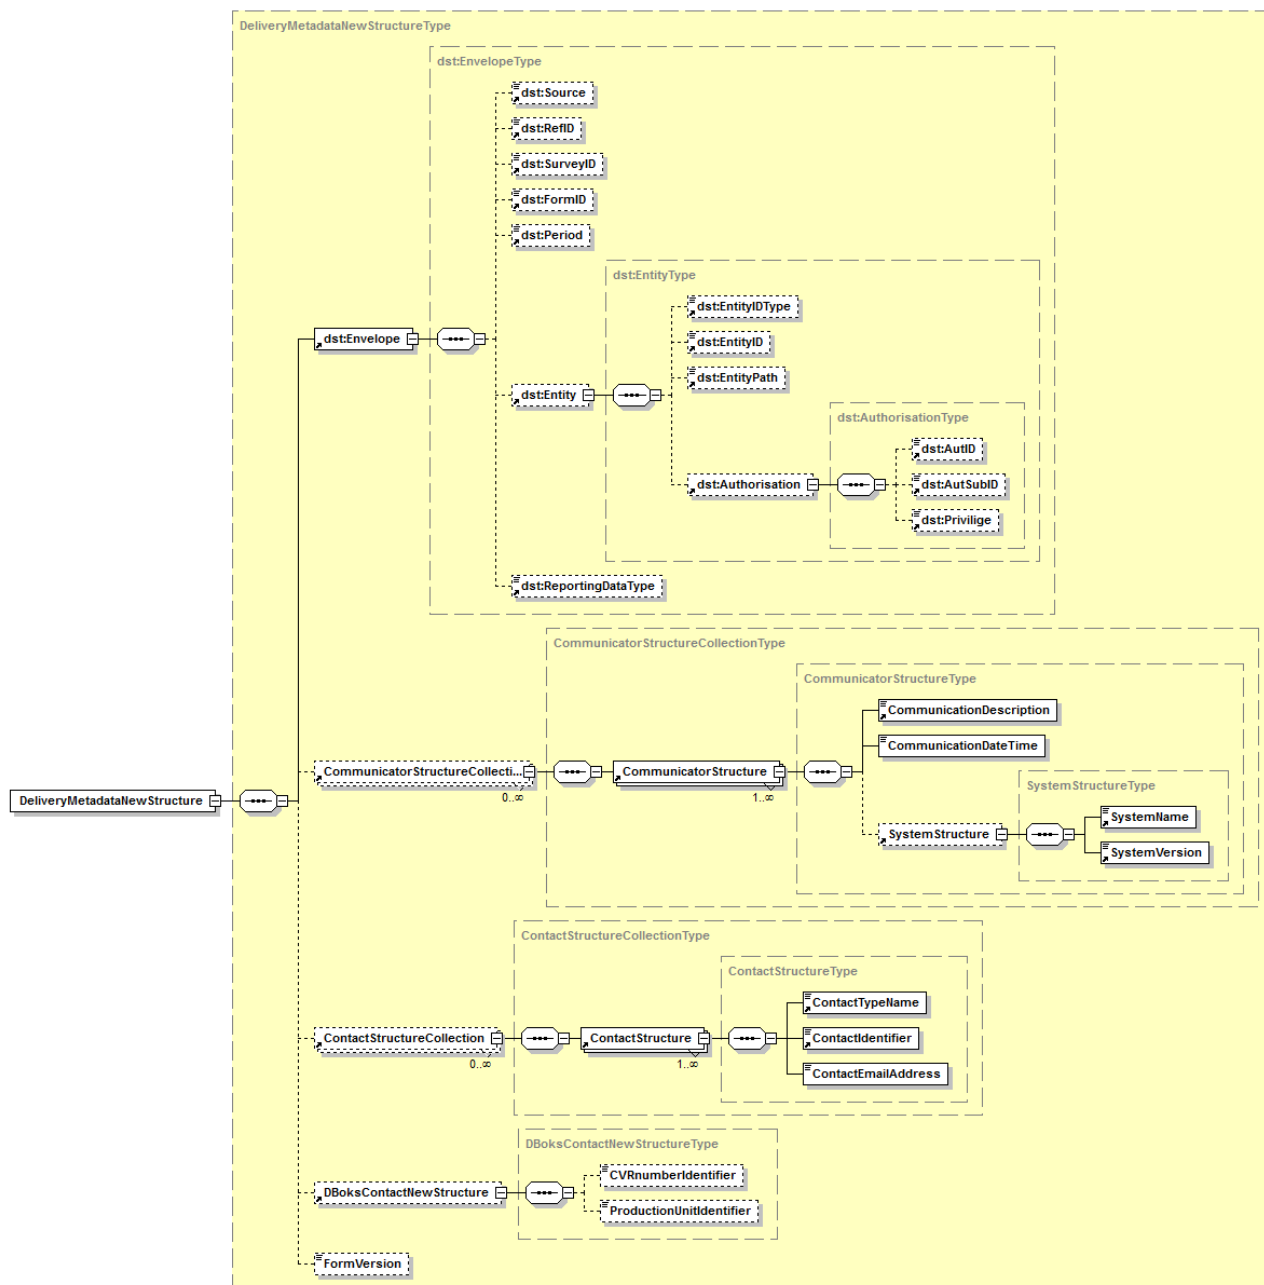 DeliveryMetadataNewStructureType
dst:EnvelopeType
dst:Source
dst:RefID
dst:SurveyID
dst:FormID
dst:Period
dst:EntityType
dst:EntityIDType
dst:Envelope
dst:EntityID
dst:EntityPath
dst:Entity
dst:AuthorisationType
dst:AutID
dst:Authorisation
dst:AutSubID
dst:Privilige
dst:ReportingDataType
CommunicatorStructureCollectionType
CommunicatorStructureType
CommunicationDescription
CommunicationDateTime
CommunicatorStructureCollecti...
0..∞
CommunicatorStructure
1..∞
SystemStructureType
DeliveryMetadataNewStructure
SystemName
SystemStructure
SystemVersion
ContactStructureCollectionType
ContactStructureType
ContactTypeName
ContactStructureCollection
0..∞
ContactStructure
1..∞
ContactIdentifier
ContactEmailAddress
DBoksContactNewStructureType
CVRnumberIdentifier
DBoksContactNewStructure
ProductionUnitIdentifier
FormVersion